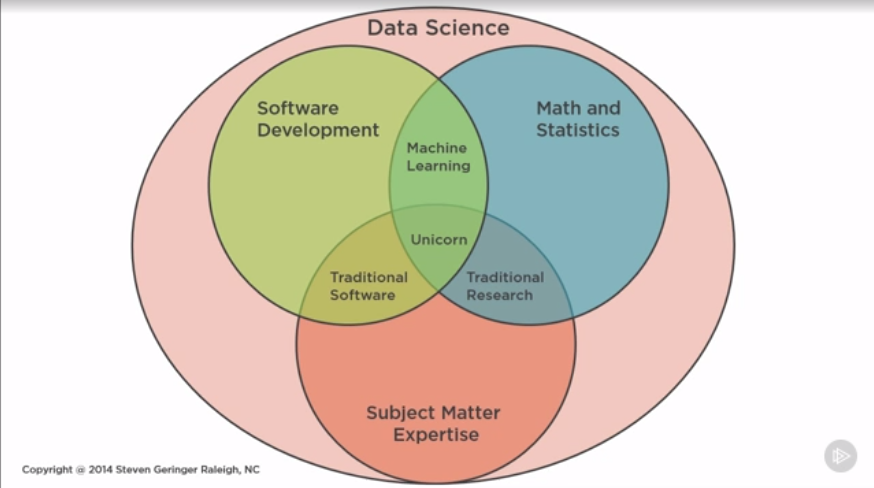 Data Science
Software
Development
Math and
Statistics
Machine
Learning
Unicorn
Traditional
Software
Traditional
Research
Subject Matter
Expertise
Copyright @ 2014 Steven Geringer Raleigh, NC